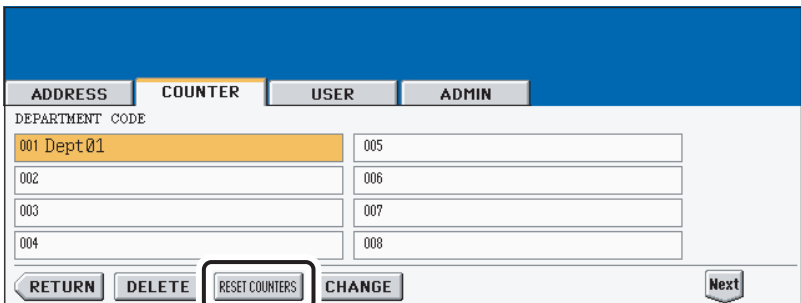 ADDRESS COUNTER USER ADMIN
DEPARTMENT CODE
001 Dept01 005
002 006
003 007
004 008
RETURN DELETE RESET COUNTERS CHANGE Next